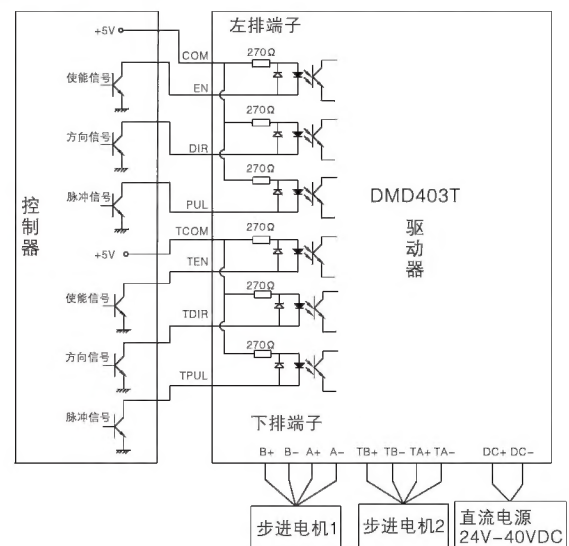 左排端子
+5V
COM
270Ω
使能信号
EN
270Ω
方向信号
DIR
270Ω
脉冲信号
PUL
控制器
DMD403T
驱动器
TCOM
270Ω
+5V
TEN
270Ω
使能信号
TDIR
方向信号
270Ω
TPUL
脉冲信号
下排端子
B+ B- A+ A- TB+ TB- TA+ TA- DC+ DC-
步进电机1
步进电机2
直流电源
24V-40VDC